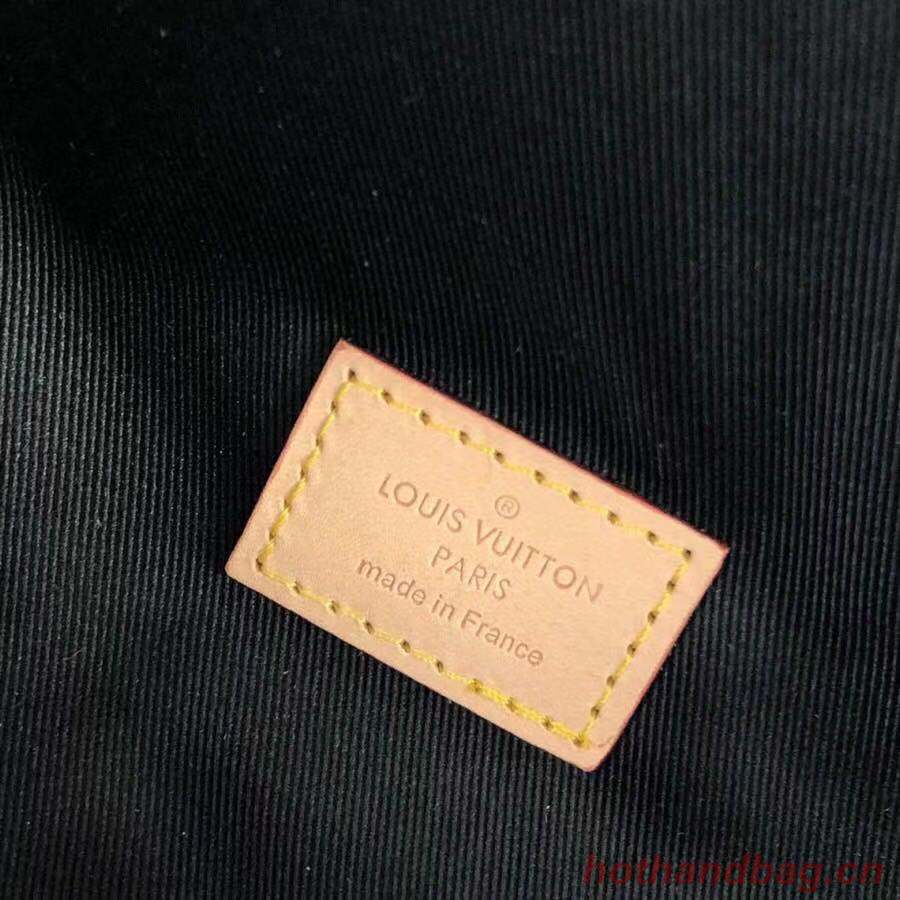 ®
LOUIS VUITTON
PARIS
made in France
hothandbag.cn